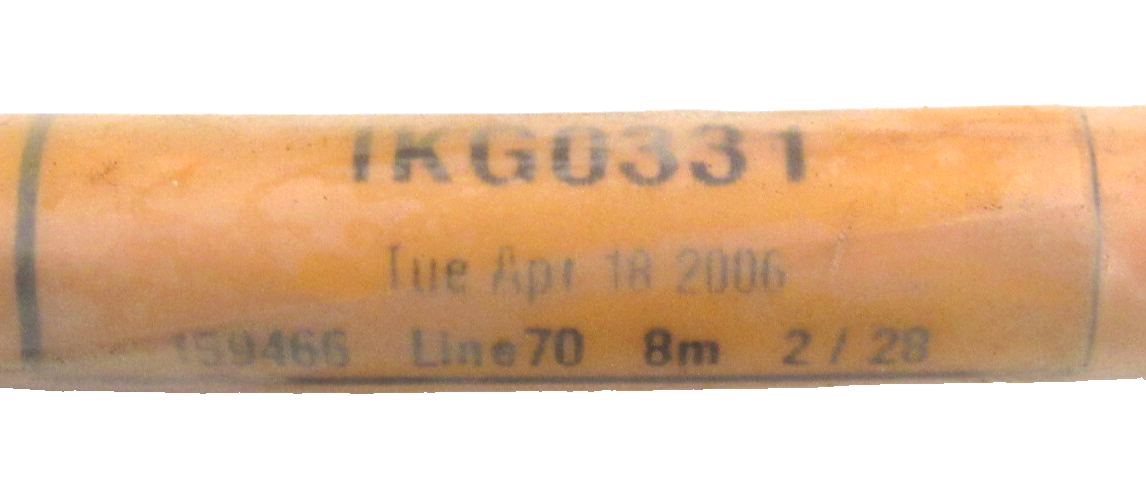 IKG0331
Tue Apr 18 2006
159466 Line70 8m 2 / 28